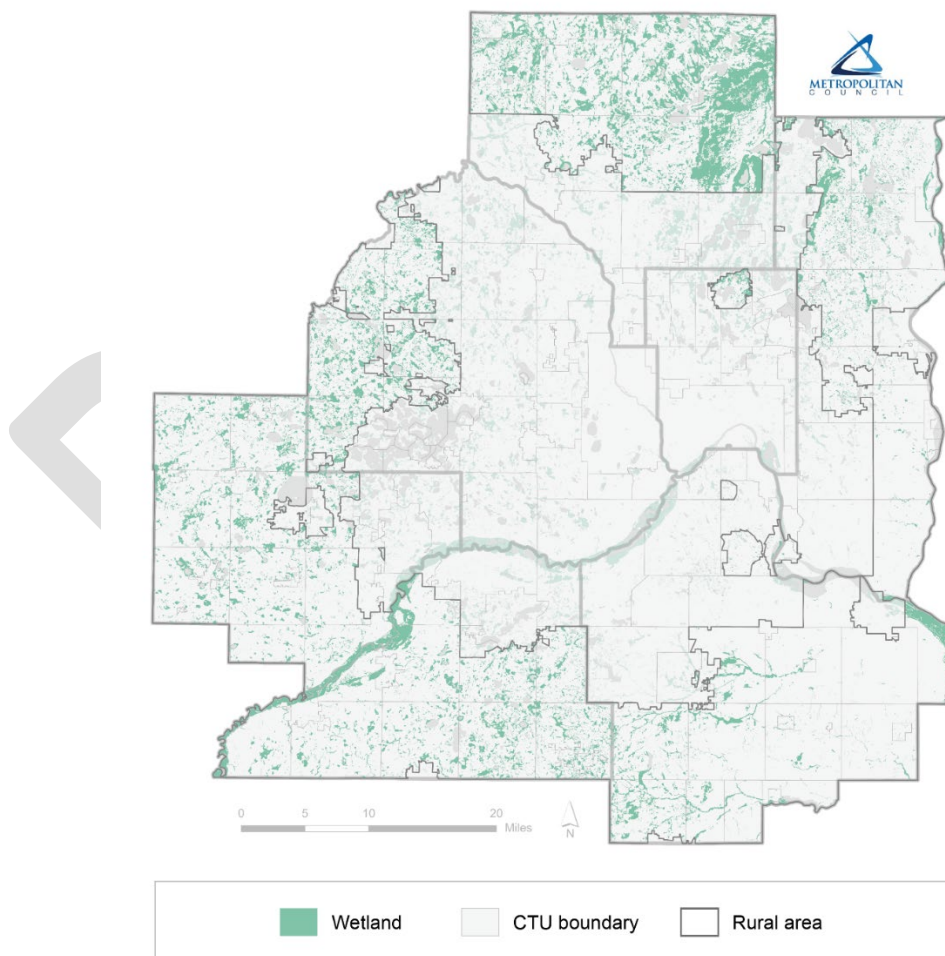 METROPOLITAN
COUNCIL
0 5 10 20
Miles
N
Wetland CTU boundary Rural area